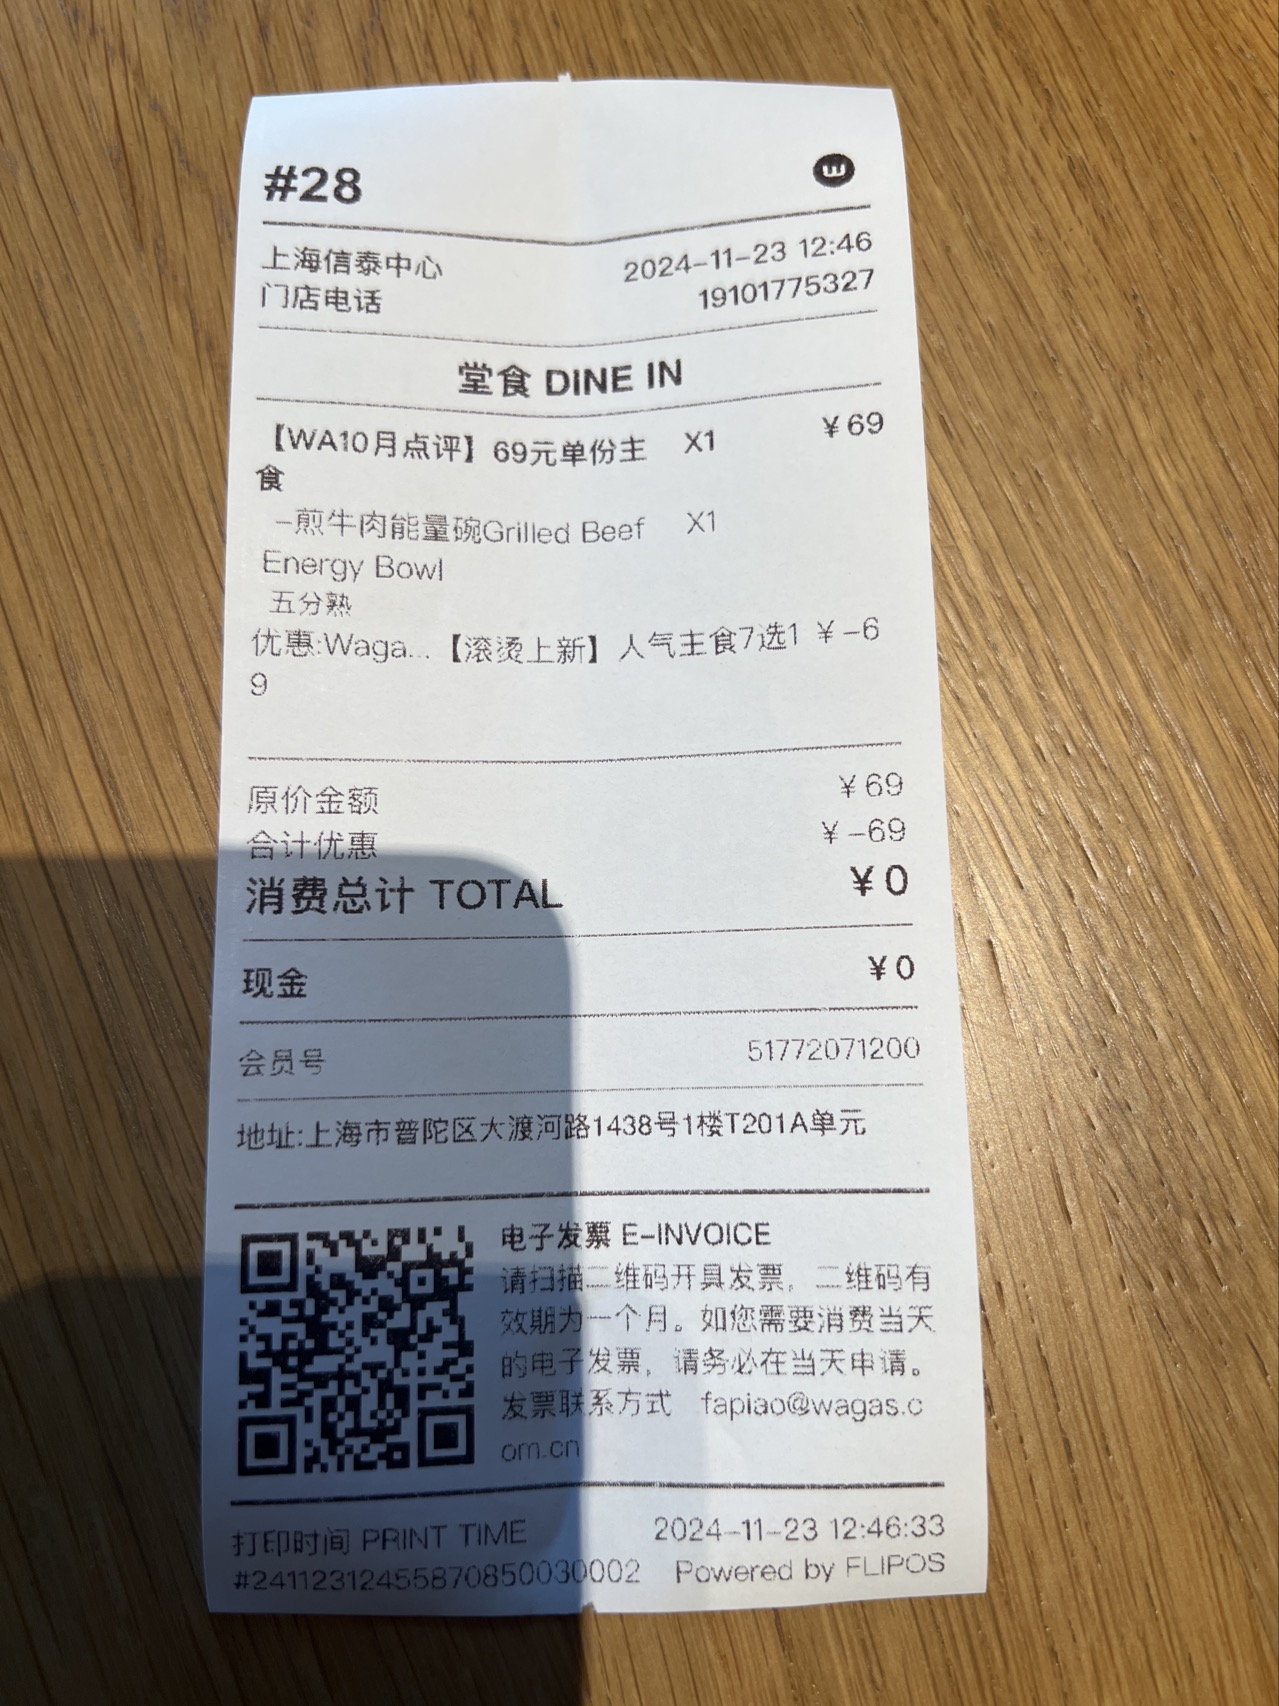 #28
上海信泰中心 2024-11-23 12:46
门店电话 19101775327
堂食 DINE IN
【WA10月点评】69元单份主 X1 ¥69
食
-煎牛肉能量碗Grilled Beef X1
Energy Bowl
五分熟
优惠:Waga...【滚烫上新】人气主食7选1 ¥-6
9
原价金额 ¥69
合计优惠 ¥-69
消费总计 TOTAL ¥0
现金 ¥0
会员号 51772071200
地址:上海市普陀区大渡河路1438号1楼T201A单元
电子发票 E-INVOICE
请扫描二维码开具发票，二维码有
效期为一个月。如您需要消费当天
的电子发票，请务必在当天申请。
发票联系方式 fapiao@wagas.c
om.cn
打印时间 PRINT TIME 2024-11-23 12:46:33
#24112312455870850030002 Powered by FLIPOS